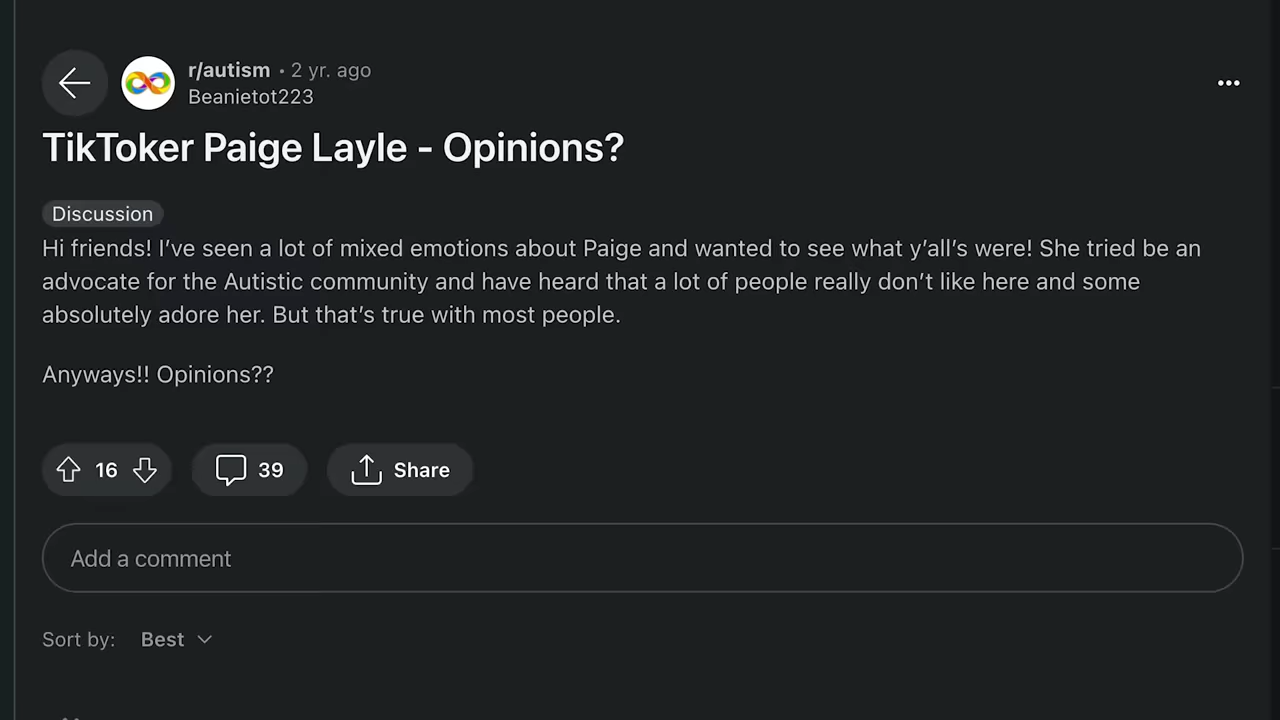 r/autism • 2 yr. ago
Beanietot223
TikToker Paige Layle - Opinions?
Discussion
Hi friends! I’ve seen a lot of mixed emotions about Paige and wanted to see what y’all’s were! She tried be an
advocate for the Autistic community and have heard that a lot of people really don’t like here and some
absolutely adore her. But that’s true with most people.
Anyways!! Opinions??
16
39
Share
Add a comment
Sort by: Best